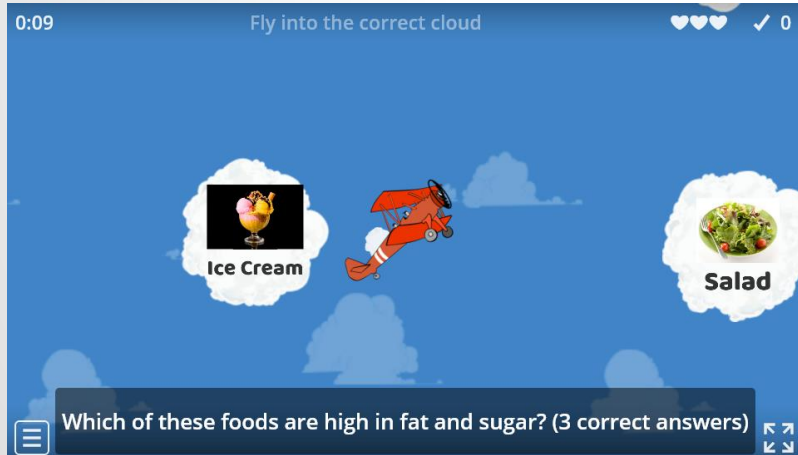 0:09
Fly into the correct cloud
0
Ice Cream
Salad
Which of these foods are high in fat and sugar? (3 correct answers)